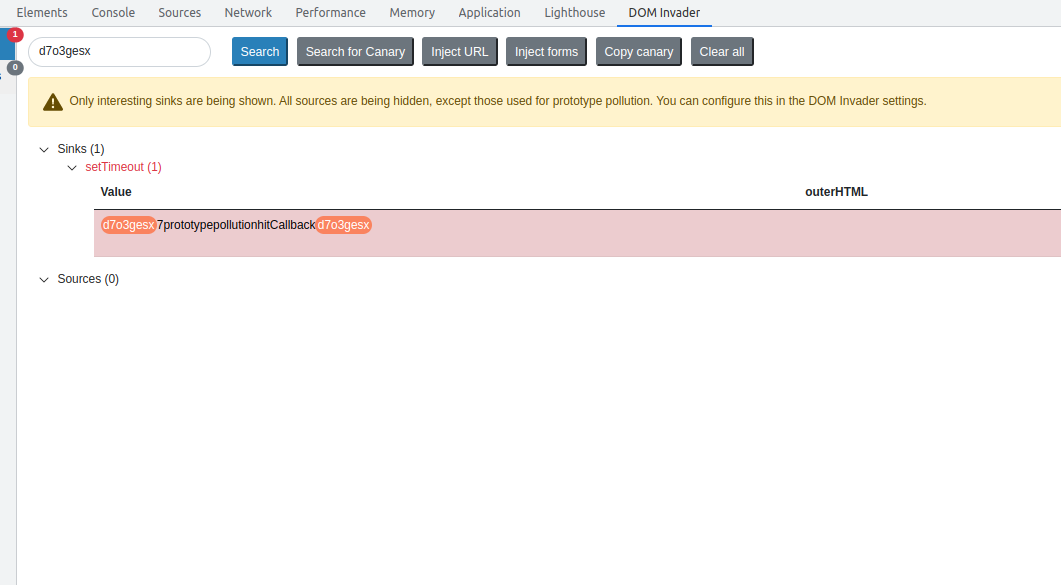 Elements Console Sources Network Performance Memory Application Lighthouse DOM Invader
1
d7o3gesx Search Search for Canary Inject URL Inject forms Copy canary Clear all
0
Only interesting sinks are being shown. All sources are being hidden, except those used for prototype pollution. You can configure this in the DOM Invader settings.
Sinks (1)
setTimeout (1)
Value outerHTML
d7o3gesx7prototypepollutionhitCallbackd7o3gesx
Sources (0)